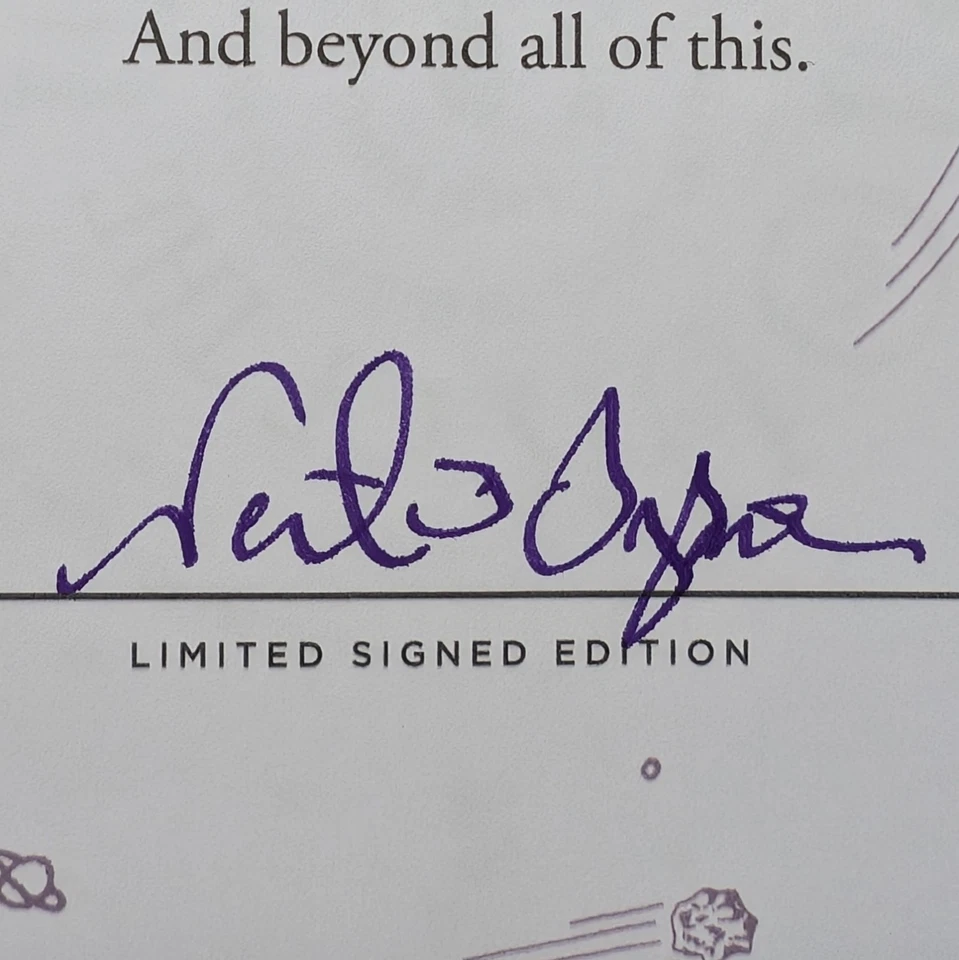 And beyond all of this.
LIMITED SIGNED EDITION